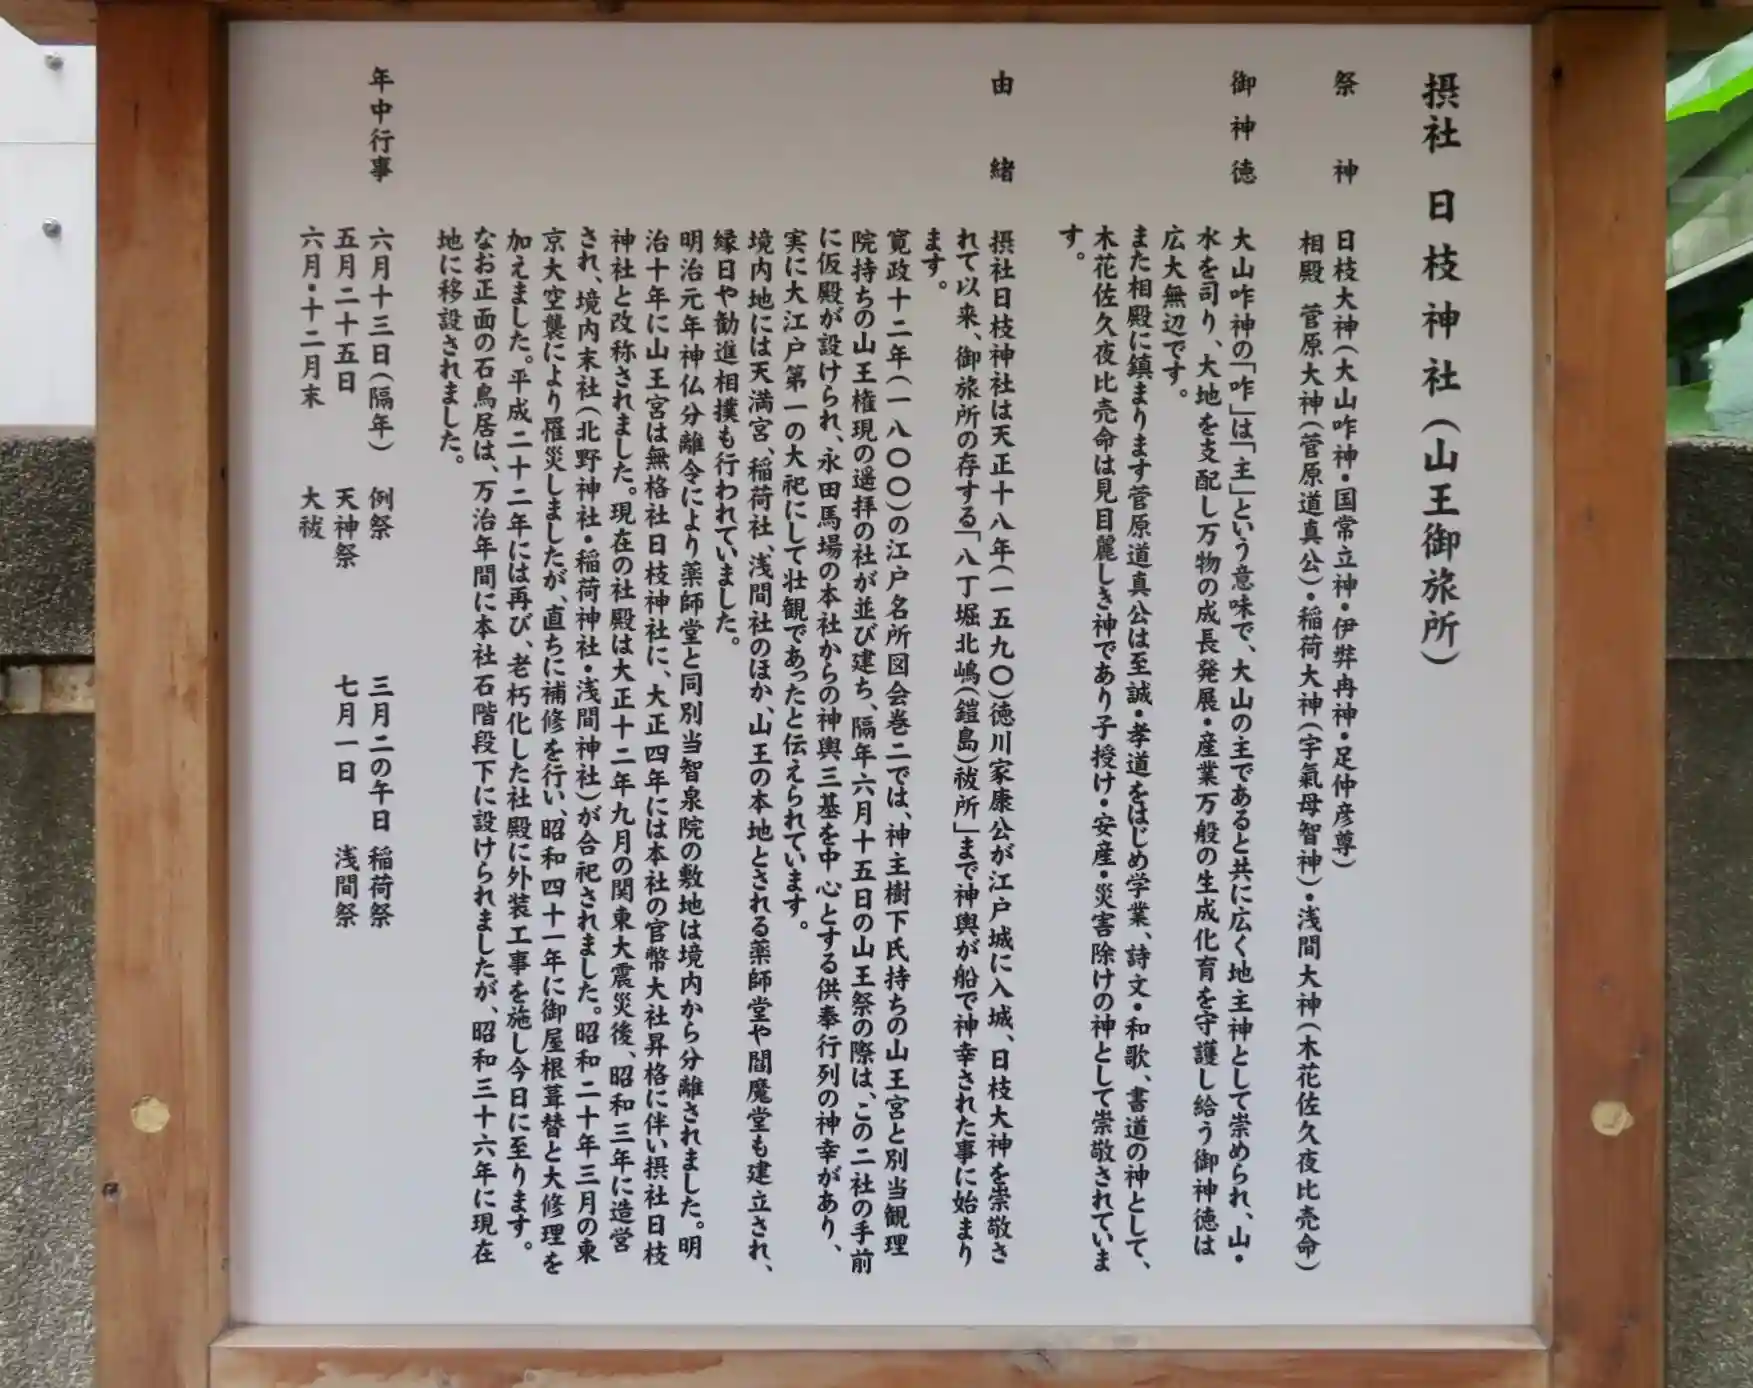 摂社 日枝神社(山王御旅所)
祭神
日枝大神(大山咋神・国常立神・伊弉冉神・足仲彦尊)
相殿 菅原大神(菅原道真公)・稲荷大神(宇氣母智神)・浅間大神(木花佐久夜比売命)
御神徳
大山咋神の「咋」は「主」という意味で、大山の主であると共に広く地主神として崇められ、山・
水を司り、大地を支配し万物の成長発展・産業万般の生成化育を守護し給う御神徳は
広大無辺です。
また相殿に鎮まります菅原道真公は至誠・孝道をはじめ学業、詩文・和歌、書道の神として、
木花佐久夜比売命は見目麗しき神であり子授け・安産・災害除けの神として崇敬されていま
す。
由緒
摂社日枝神社は天正十八年(一五九〇)徳川家康公が江戸城に入城、日枝大神を崇敬さ
れて以来、御旅所の存する「八丁堀北嶋(鎧島)祓所」まで神輿が船で神幸された事に始まり
ます。
寛政十二年(一八〇〇)の江戸名所図会巻二では、神主樹下氏持ちの山王宮と別当観理
院持ちの山王権現の遥拝の社が並び建ち、隔年六月十五日の山王祭の際は、この二社の手前
に仮殿が設けられ、永田馬場の本社からの神輿三基を中心とする供奉行列の神幸があり、
実に大江戸第一の大祀にして壮観であったと伝えられています。
境内地には天満宮、稲荷社、浅間社のほか、山王の本地とされる薬師堂や閻魔堂も建立され、
縁日や勧進相撲も行われていました。
明治元年神仏分離令により薬師堂と同別当智泉院の敷地は境内から分離されました。明
治十年に山王宮は無格社日枝神社に、大正四年には本社の官幣大社昇格に伴い摂社日枝
神社と改称されました。現在の社殿は大正十二年九月の関東大震災後、昭和三年に造営
され、境内末社(北野神社・稲荷神社・浅間神社)が合祀されました。昭和二十年三月の東
京大空襲により罹災しましたが、直ちに補修を行い、昭和四十一年に御屋根葺替と大修理を
加えました。平成二十二年には再び、老朽化した社殿に外装工事を施し今日に至ります。
なお正面の石鳥居は、万治年間に本社石階段下に設けられましたが、昭和三十六年に現在
地に移設されました。
年中行事
六月十三日(隔年) 例祭 三月二の午日 稲荷祭
五月二十五日 天神祭 七月一日 浅間祭
六月・十二月末 大祓